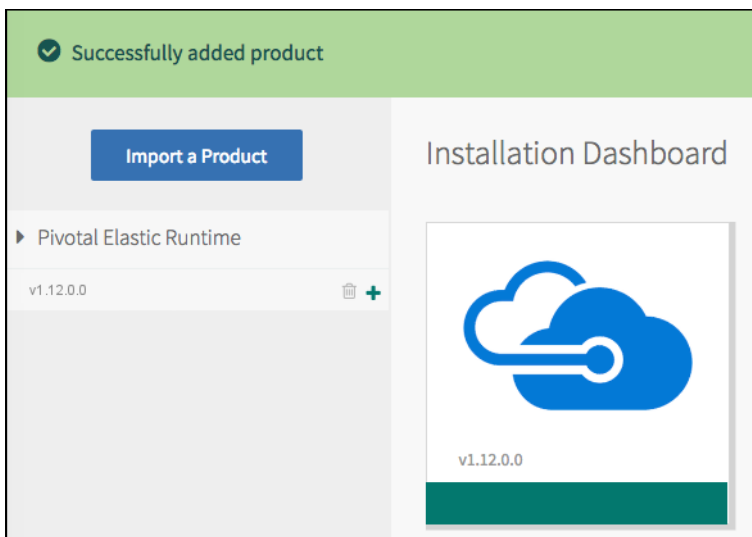 Successfully added product
Import a Product
Installation Dashboard
Pivotal Elastic Runtime
v1.12.0.0
v1.12.0.0